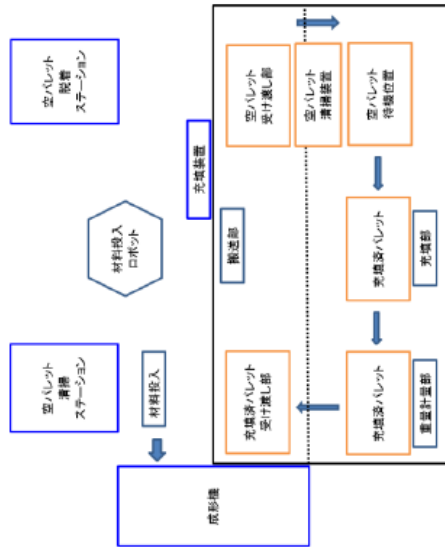 空パレット
清掃
ステーション
材料投入
ロボット
空パレット
脱着
ステーション
材料投入
充填装置
成形機
搬送部
充填済パレット
受け渡し部
空パレット
受け渡し部
空パレット
清掃装置
充填済パレット
重量計量部
充填済パレット
充填部
空パレット
待機位置